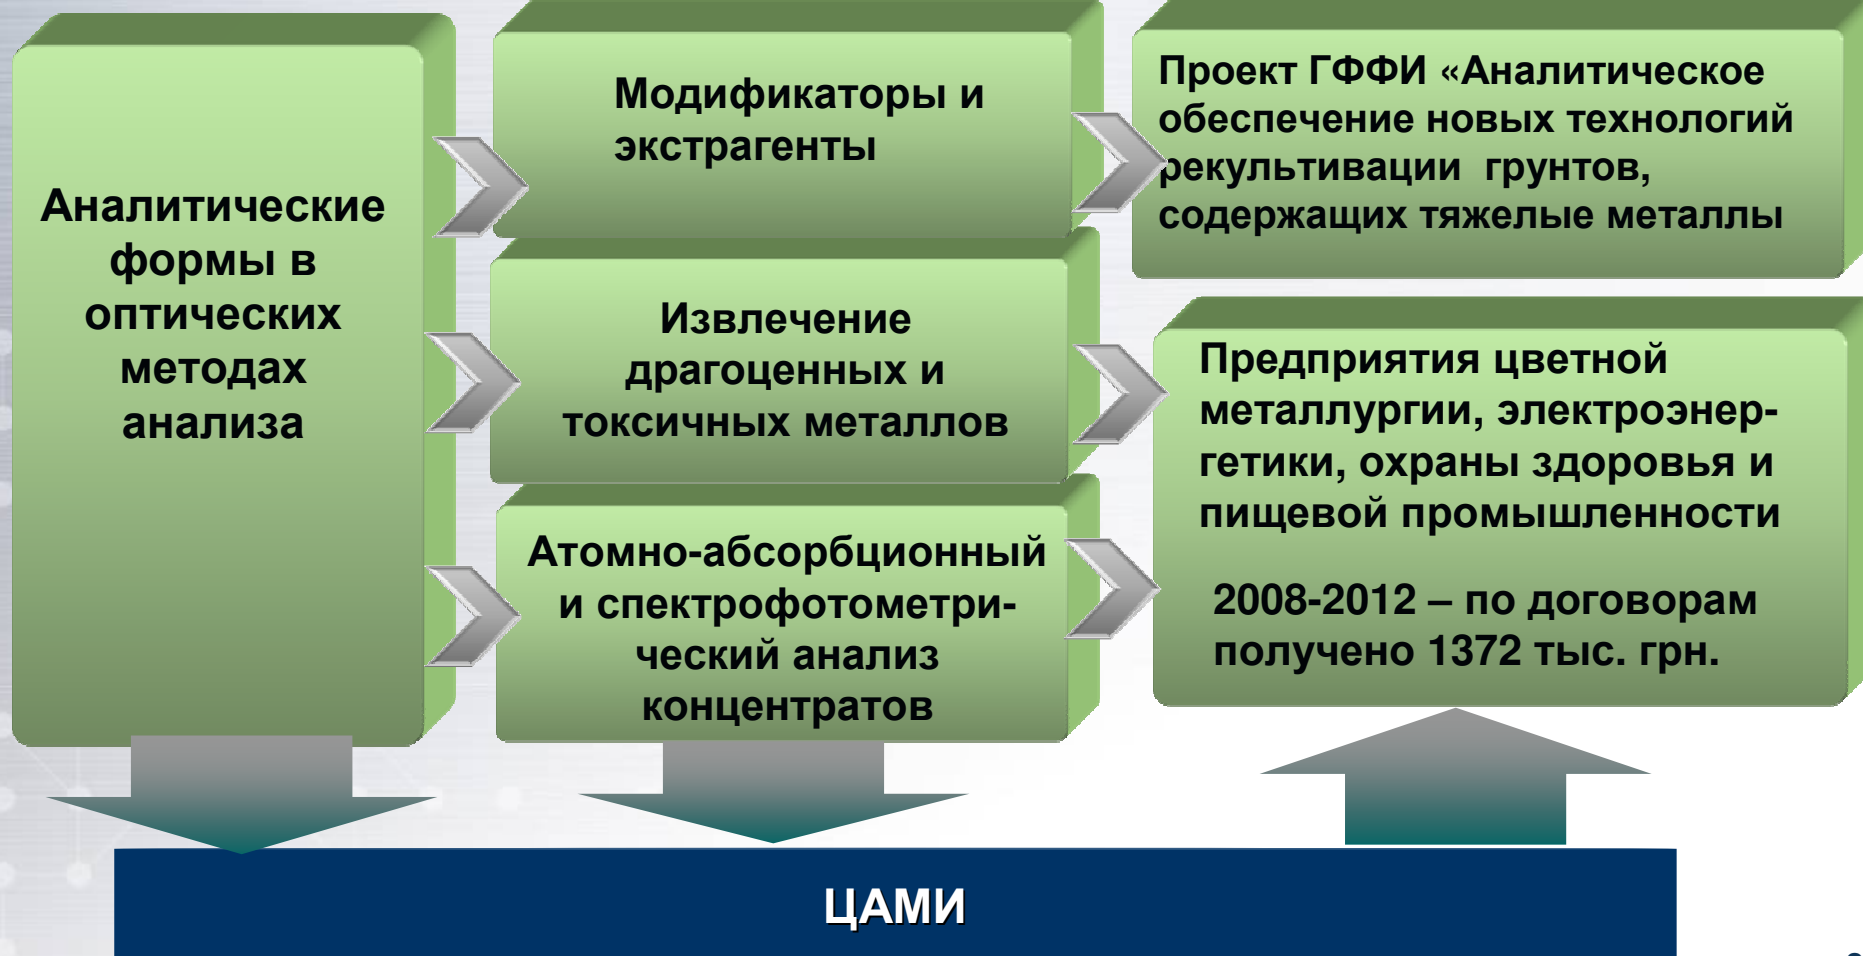 Аналитические
формы в
оптических
методах
анализа
Модификаторы и
экстрагенты
Извлечение
драгоценных и
токсичных металлов
Атомно-абсорбционный
и спектрофотометри-
ческий анализ
концентратов
Проект ГФФИ «Аналитическое
обеспечение новых технологий
рекультивации грунтов,
содержащих тяжелые металлы
Предприятия цветной
металлургии, электроэнер-
гетики, охраны здоровья и
пищевой промышленности
2008-2012 – по договорам
получено 1372 тыс. грн.
ЦАМИ